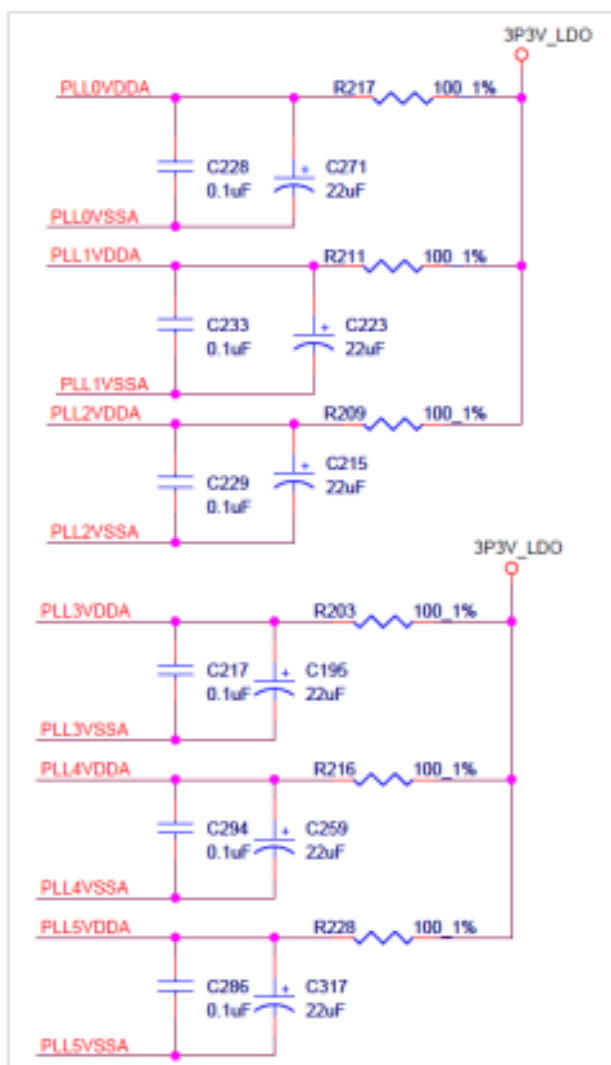 3P3V_LDO
PLL0VDDA R217 100_1%
C228 C271
0.1uF 22uF
PLL0VSSA
PLL1VDDA R211 100_1%
C233 C223
0.1uF 22uF
PLL1VSSA
PLL2VDDA R209 100_1%
C215
C229 22uF
0.1uF
PLL2VSSA
3P3V_LDO
PLL3VDDA R203 100_1%
C217 C195
0.1uF 22uF
PLL3VSSA
PLL4VDDA R216 100_1%
C294 C259
0.1uF 22uF
PLL4VSSA
PLL5VDDA R228 100_1%
C286 C317
0.1uF 22uF
PLL5VSSA